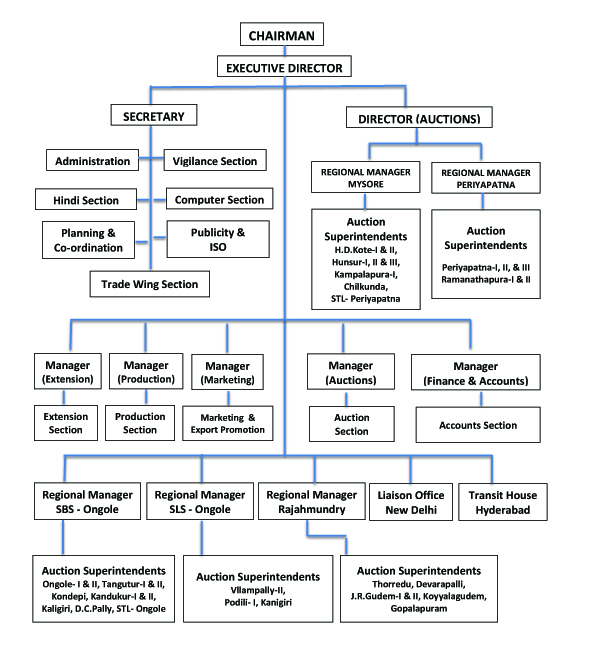 CHAIRMAN
EXECUTIVE DIRECTOR
SECRETARY
DIRECTOR (AUCTIONS)
Administration
Vigilance Section
Hindi Section
Computer Section
Planning &
Co-ordination
Publicity &
ISO
Trade Wing Section
REGIONAL MANAGER
MYSORE
REGIONAL MANAGER
PERIYAPATNA
Auction
Superintendents
H.D.Kote-I & II,
Hunsur-I, II & III,
Kampalapura-I,
Chilkunda,
STL- Periyapatna
Auction
Superintendents
Periyapatna-I, II, & III
Ramanathapura-I & II
Manager
(Extension)
Manager
(Production)
Manager
(Marketing)
Manager
(Auctions)
Manager
(Finance & Accounts)
Extension
Section
Production
Section
Marketing &
Export Promotion
Auction
Section
Accounts Section
Regional Manager
SBS - Ongole
Regional Manager
SLS - Ongole
Regional Manager
Rajahmundry
Liaison Office
New Delhi
Transit House
Hyderabad
Auction Superintendents
Ongole- I & II, Tangutur-I & II,
Kondepi, Kandukur-I & II,
Kaligiri, D.C.Pally, STL- Ongole
Auction Superintendents
Vllampally-II,
Podili- I, Kanigiri
Auction Superintendents
Thorredu, Devarapalli,
J.R.Gudem-I & II, Koyyalagudem,
Gopalapuram